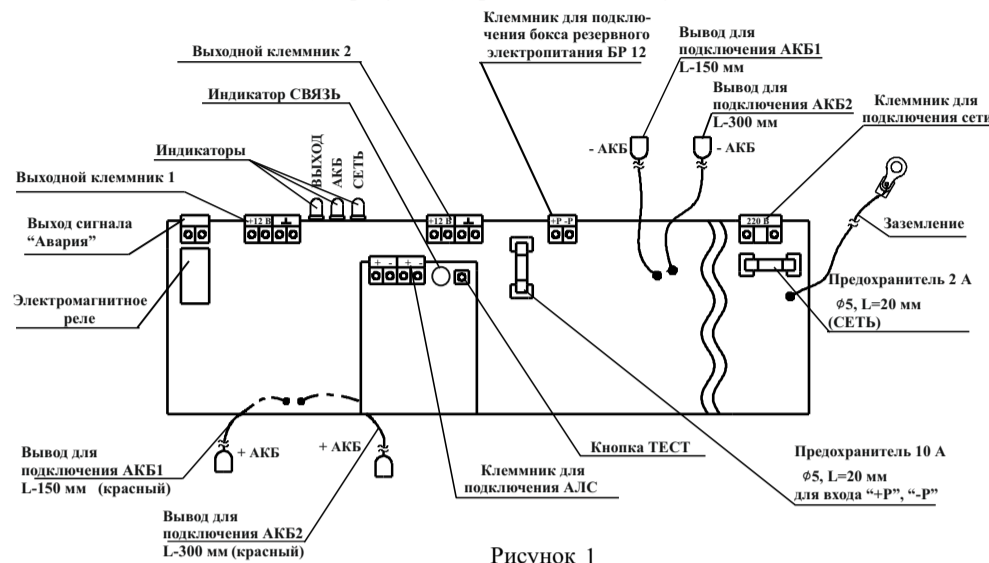 Клеммник для подклю-
чения бокса резервного
электропитания БР 12
Вывод для
подключения АКБ1
L-150 мм
Выходной клеммник 2
Индикатор СВЯЗЬ
Вывод для
подключения АКБ2
L-300 мм
Клеммник для
подключения сети
Индикаторы
ВЫХОД
АКБ
СЕТЬ
- АКБ
- АКБ
Выходной клеммник 1
Выход сигнала
“Авария”
+12 В
+12 В
+Р -Р
220 В
Заземление
+ - + -
Электромагнитное
реле
Предохранитель 2 А
ϕ5, L=20 мм
(СЕТЬ)
+ АКБ
+ АКБ
Кнопка ТЕСТ
Вывод для
подключения АКБ1
L-150 мм (красный)
Клеммник для
подключения АЛС
Предохранитель 10 А
ϕ5, L=20 мм
для входа “+Р”, “-Р”
Вывод для
подключения АКБ2
L-300 мм (красный)
Рисунок 1